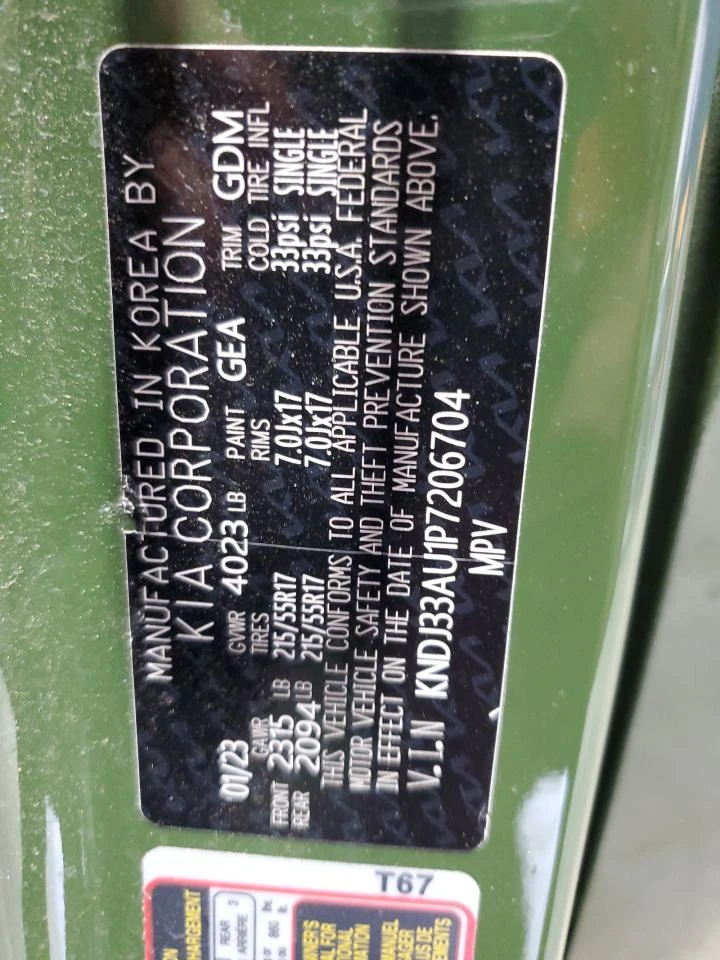 MANUFACTURED IN KOREA BY
KIA CORPORATION
01/23 GVWR 4023 LB PAINT GEA TRIM GDM
GAWR TIRES RIMS COLD TIRE INFL
FRONT 2315 LB 215/55R17 7.0Jx17 33psi SINGLE
REAR 2094 LB 215/55R17 7.0Jx17 33psi SINGLE
THIS VEHICLE CONFORMS TO ALL APPLICABLE U.S.A. FEDERAL
MOTOR VEHICLE SAFETY AND THEFT PREVENTION STANDARDS
IN EFFECT ON THE DATE OF MANUFACTURE SHOWN ABOVE.
V.I.N KNDJ33AU1P7206704
MPV
T67
REAR 3
ARRIÈRE